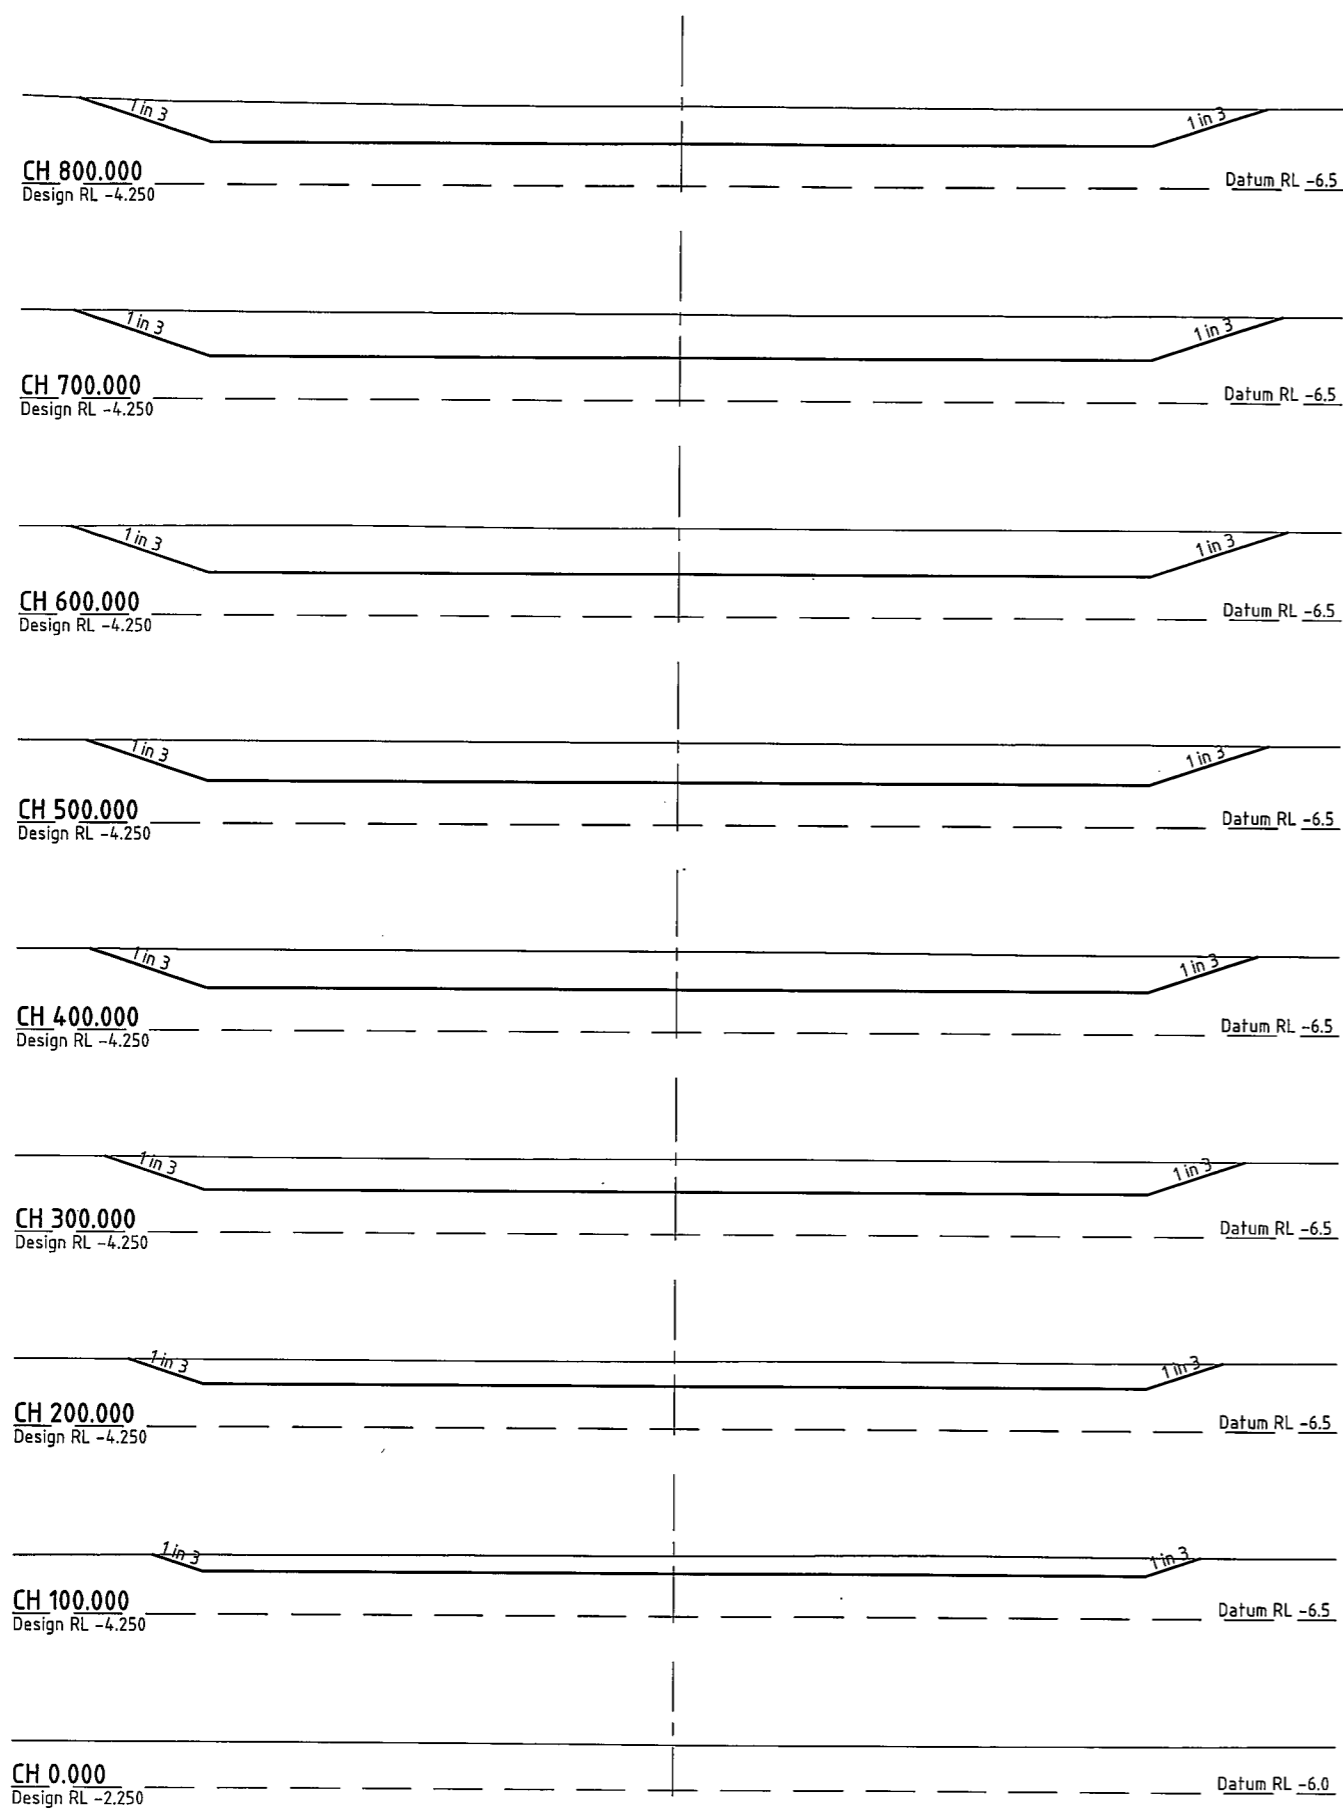 1 in 3
1 in 3
CH 800.000
Design RL -4.250
Datum RL -6.5
1 in 3
1 in 3
CH 700.000
Design RL -4.250
Datum RL -6.5
1 in 3
1 in 3
CH 600.000
Design RL -4.250
Datum RL -6.5
1 in 3
1 in 3
CH 500.000
Design RL -4.250
Datum RL -6.5
1 in 3
1 in 3
CH 400.000
Design RL -4.250
Datum RL -6.5
1 in 3
1 in 3
CH 300.000
Design RL -4.250
Datum RL -6.5
1 in 3
1 in 3
CH 200.000
Design RL -4.250
Datum RL -6.5
1 in 3
1 in 3
CH 100.000
Design RL -4.250
Datum RL -6.5
CH 0.000
Design RL -2.250
Datum RL -6.0